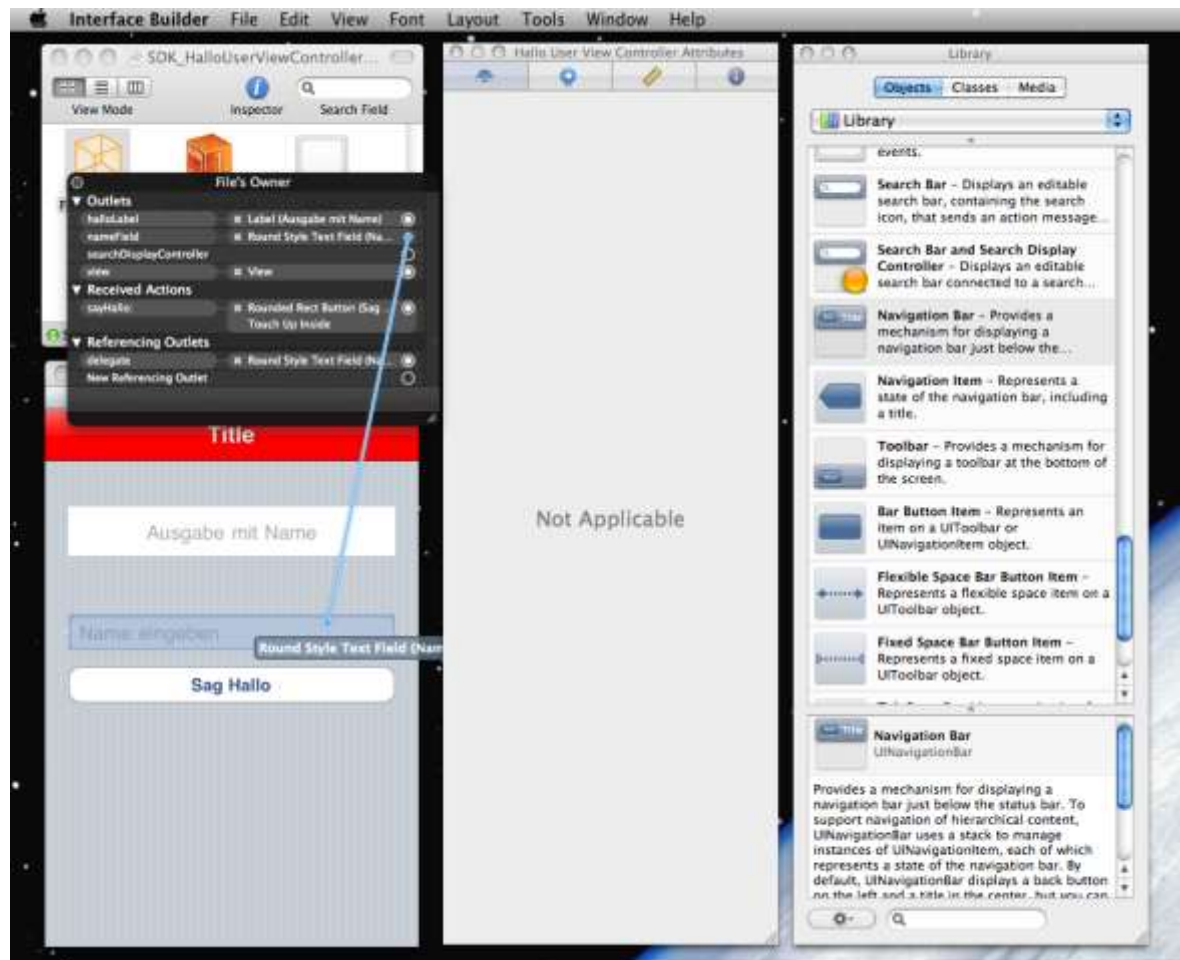 Interface Builder File Edit View Font Layout Tools Window Help
SDK_HalloUserViewController...
View Mode Inspector Search Field
File's Owner
Outlets
halloLabel Label (Ausgabe mit Name)
nameField Round Style Text Field (Na...
searchDisplayController
view View
Received Actions
sayHallo: Rounded Rect Button (Sag ...
Touch Up Inside
Referencing Outlets
delegate Round Style Text Field (Na...
New Referencing Outlet
Title
Ausgabe mit Name
Name eingeben
Round Style Text Field (Nam
Sag Hallo
Hallo User View Controller Attributes
Not Applicable
Library
Objects Classes Media
Library
events.
Search Bar – Displays an editable
search bar, containing the search
icon, that sends an action message...
Search Bar and Search Display
Controller – Displays an editable
search bar connected to a search...
Navigation Bar – Provides a
mechanism for displaying a
navigation bar just below the...
Navigation Item – Represents a
state of the navigation bar, including
a title.
Toolbar – Provides a mechanism for
displaying a toolbar at the bottom of
the screen.
Bar Button Item – Represents an
item on a UIToolbar or
UINavigationItem object.
Flexible Space Bar Button Item –
Represents a flexible space item on a
UIToolbar object.
Fixed Space Bar Button Item –
Represents a fixed space item on a
UIToolbar object.
Navigation Bar
UINavigationBar
Provides a mechanism for displaying a
navigation bar just below the status bar. To
support navigation of hierarchical content,
UINavigationBar uses a stack to manage
instances of UINavigationItem, each of which
represents a state of the navigation bar. By
default, UINavigationBar displays a back button
on the left and a title in the center, but you can